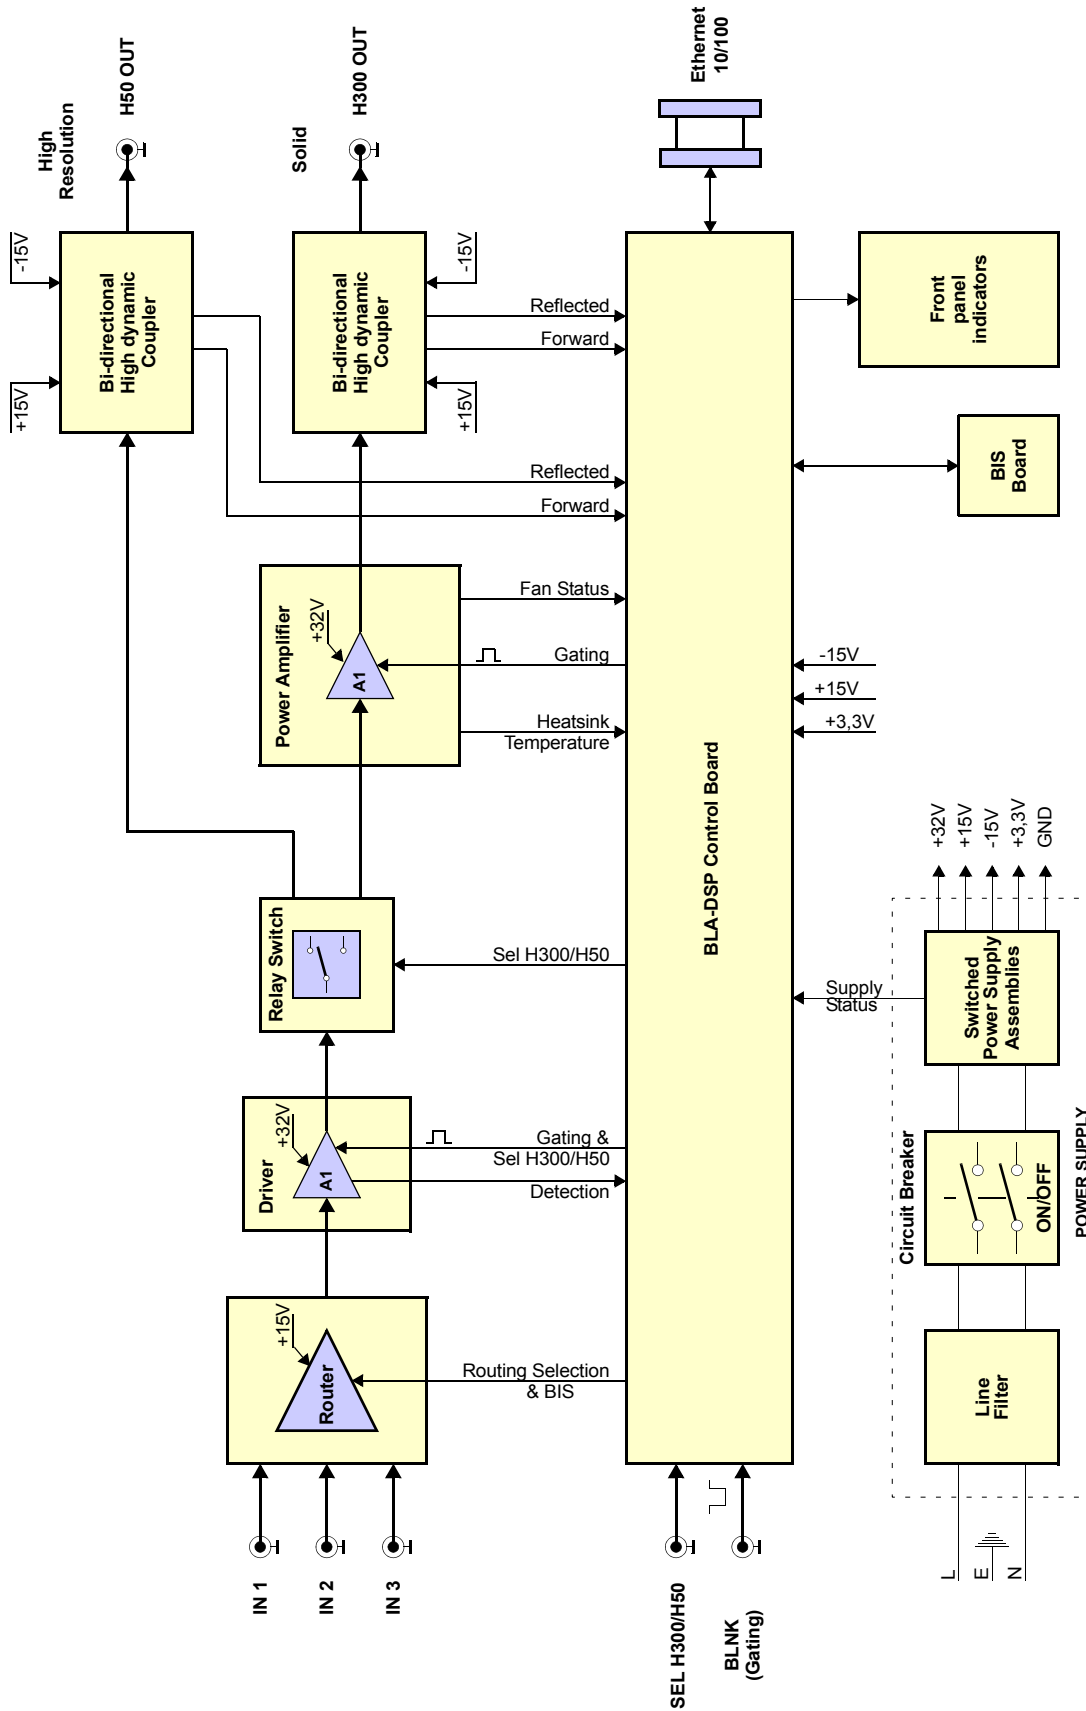 High
Resolution
H50 OUT
-15V
+15V
Bi-directional
High dynamic
Coupler
Solid
H300 OUT
-15V
+15V
Bi-directional
High dynamic
Coupler
Ethernet
10/100
Reflected
Forward
Reflected
Forward
Front
panel
indicators
BIS
Board
Power Amplifier
+32V
A1
Fan Status
Gating
Heatsink
Temperature
-15V
+15V
+3,3V
BLA-DSP Control Board
Relay Switch
Sel H300/H50
Driver
+32V
A1
Gating &
Sel H300/H50
Detection
+15V
Router
Routing Selection
& BIS
IN 1
IN 2
IN 3
SEL H300/H50
BLNK
(Gating)
+32V
+15V
-15V
+3,3V
GND
Supply
Status
Switched
Power Supply
Assemblies
Circuit Breaker
ON/OFF
POWER SUPPLY
Line
Filter
L
E
N